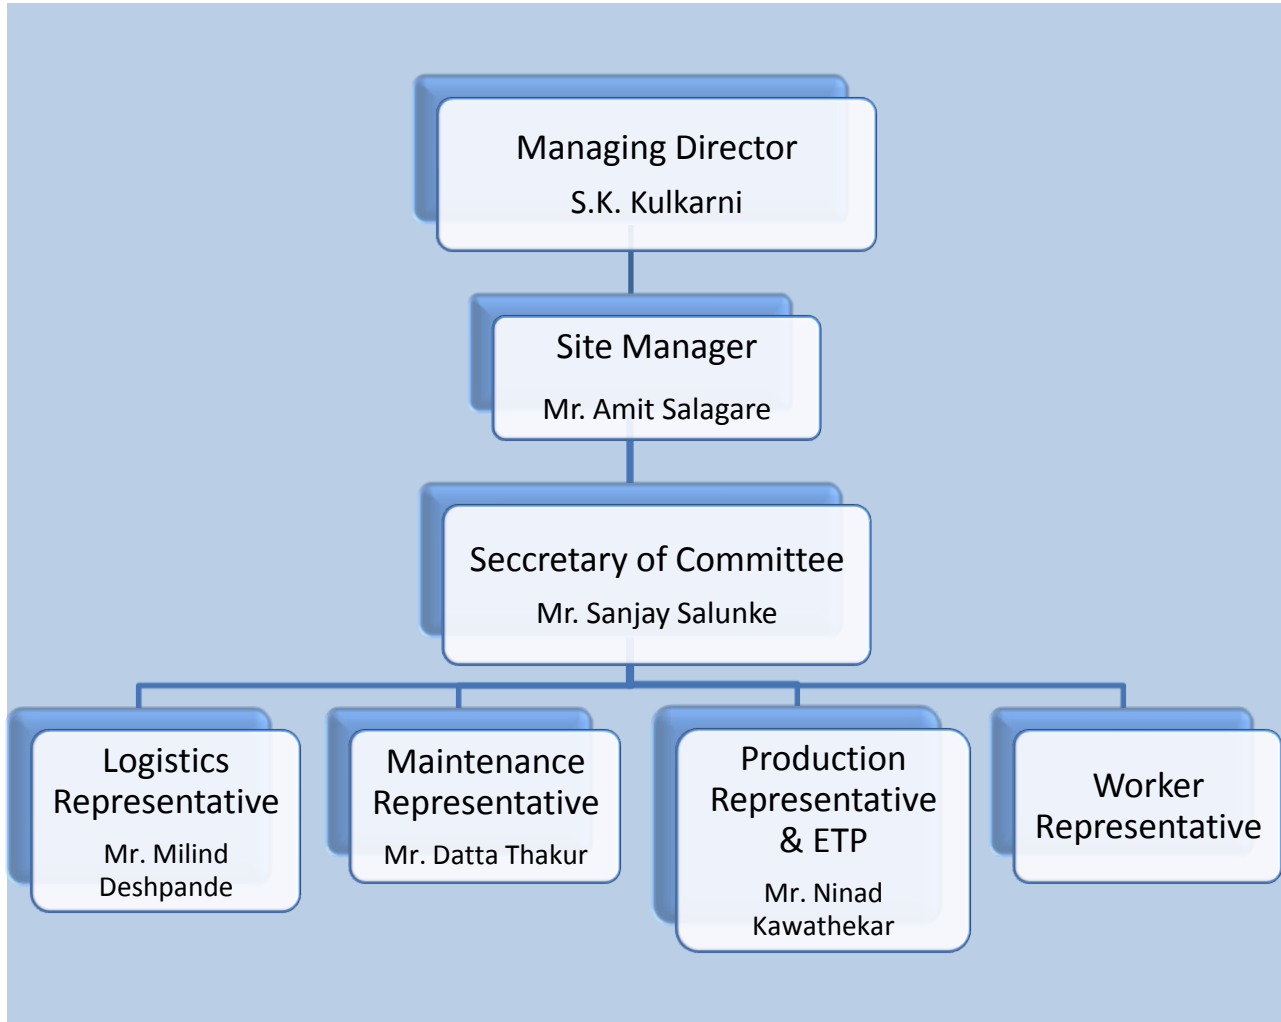 Managing Director
S.K. Kulkarni
Site Manager
Mr. Amit Salagare
Seccretary of Committee
Mr. Sanjay Salunke
Logistics
Representative
Mr. Milind
Deshpande
Maintenance
Representative
Mr. Datta Thakur
Production
Representative
& ETP
Mr. Ninad
Kawathekar
Worker
Representative